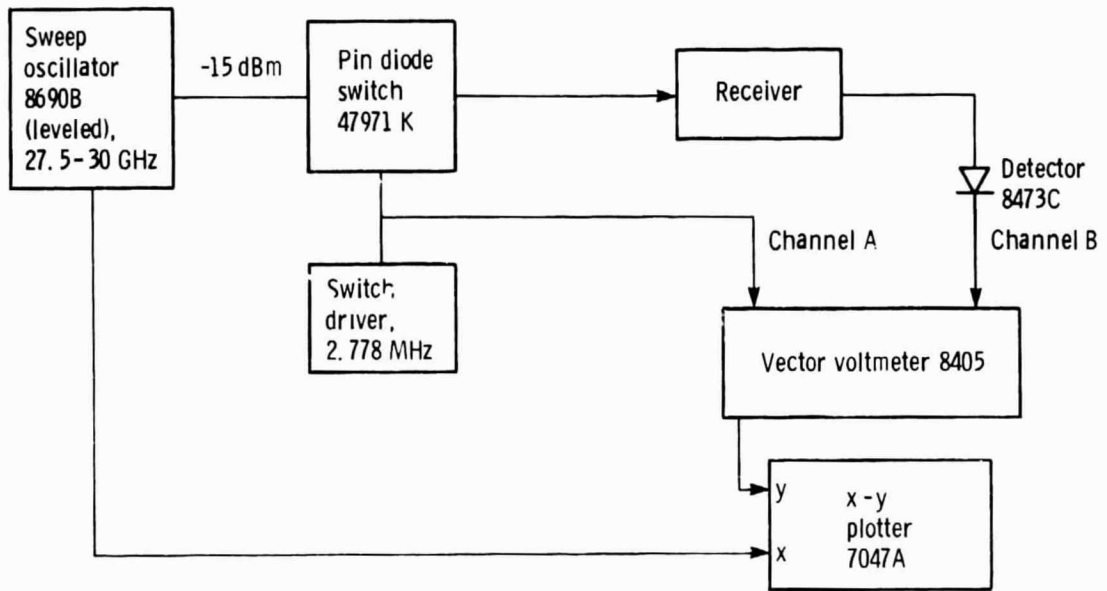 Sweep
oscillator
8690B
(leveled),
27.5-30 GHz
-15 dBm
Pin diode
switch
47971 K
Receiver
Detector
8473C
Channel A
Channel B
Switch
driver,
2.778 MHz
Vector voltmeter 8405
y
x-y
plotter
7047A
x